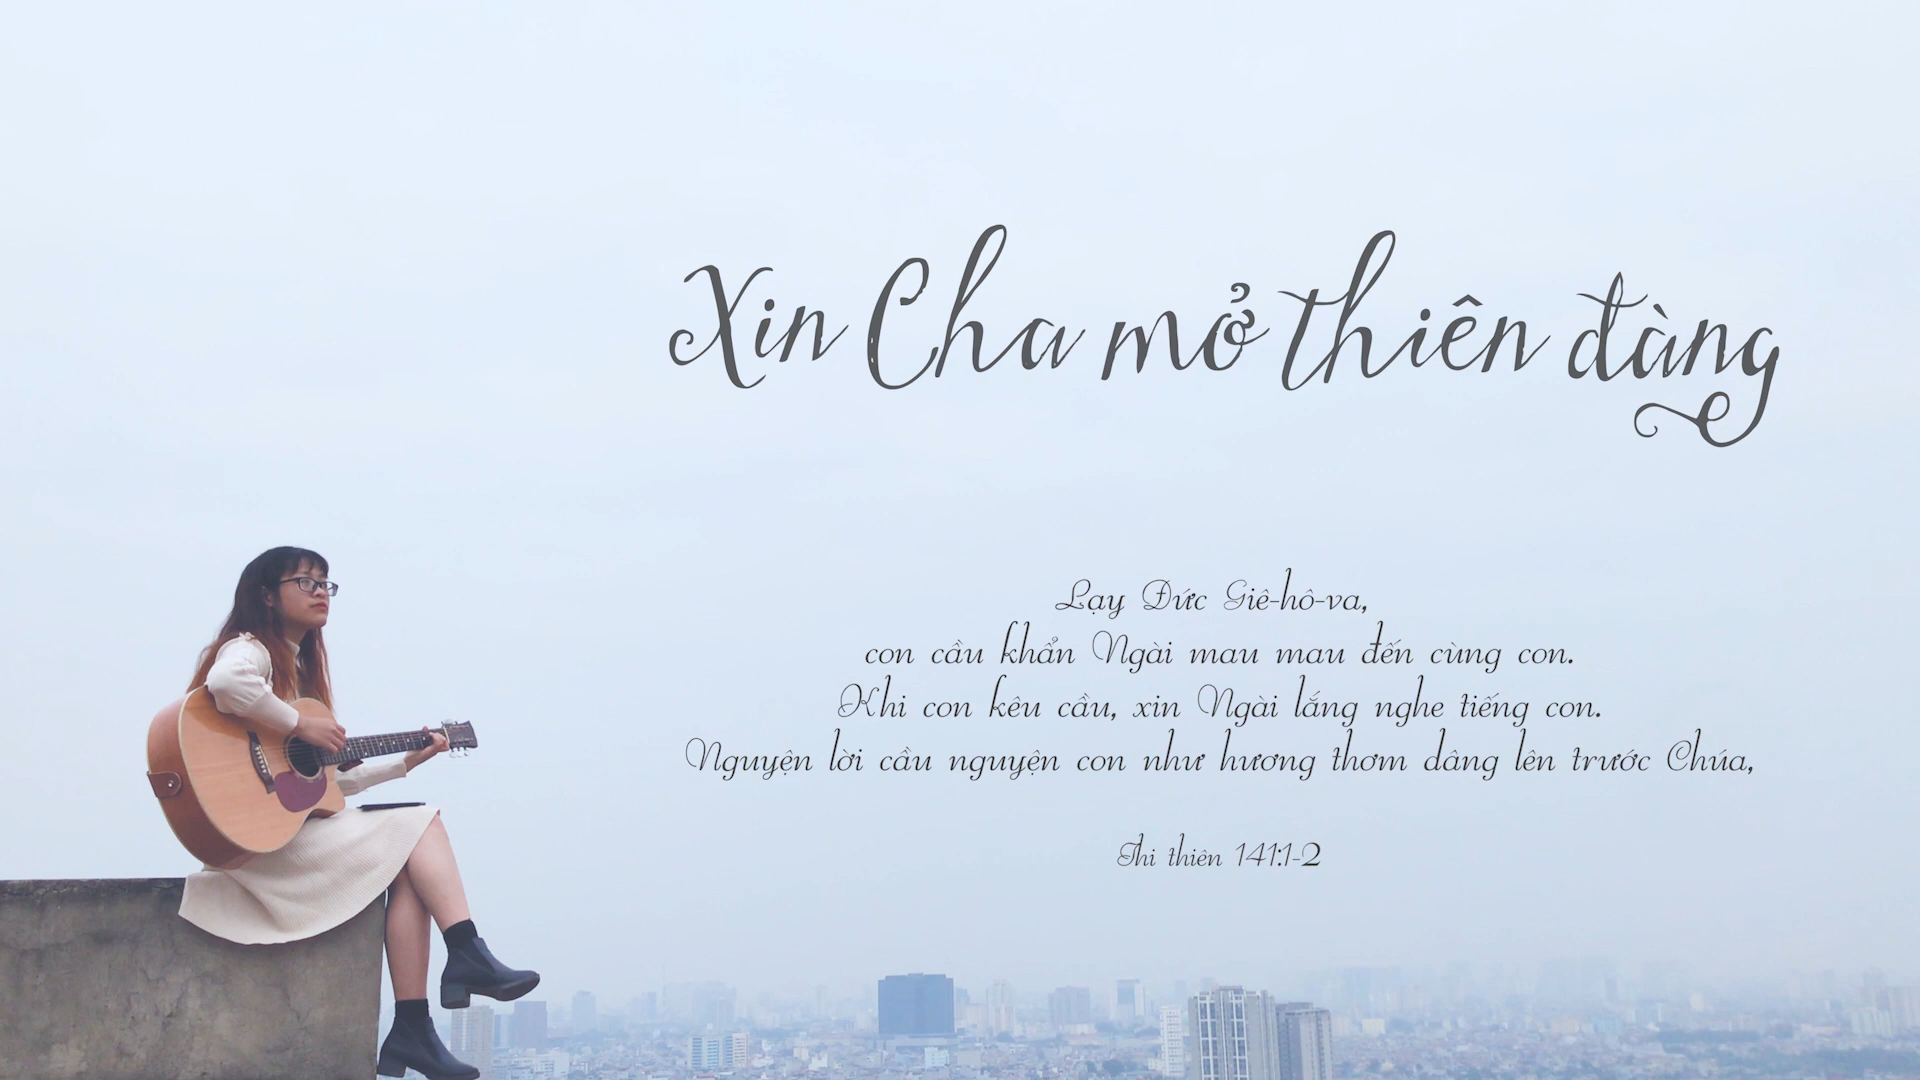 Xin Cha mở thiên đàng
Lạy Đức Giê-hô-va,
con cầu khẩn Ngài mau mau đến cùng con.
Khi con kêu cầu, xin Ngài lắng nghe tiếng con.
Nguyện lời cầu nguyện con như hương thơm dâng lên trước Chúa,
Thi thiên 141:1-2